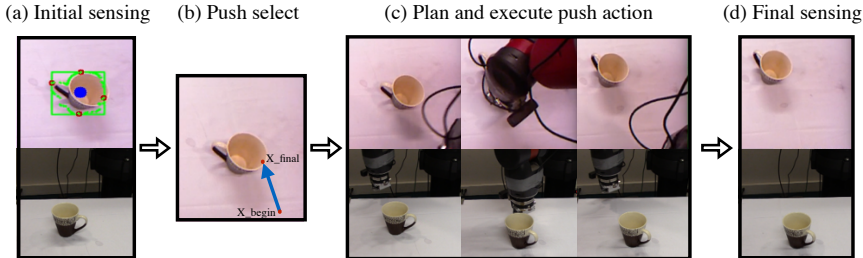 (a) Initial sensing
(b) Push select
(c) Plan and execute push action
(d) Final sensing
X_final
X_begin